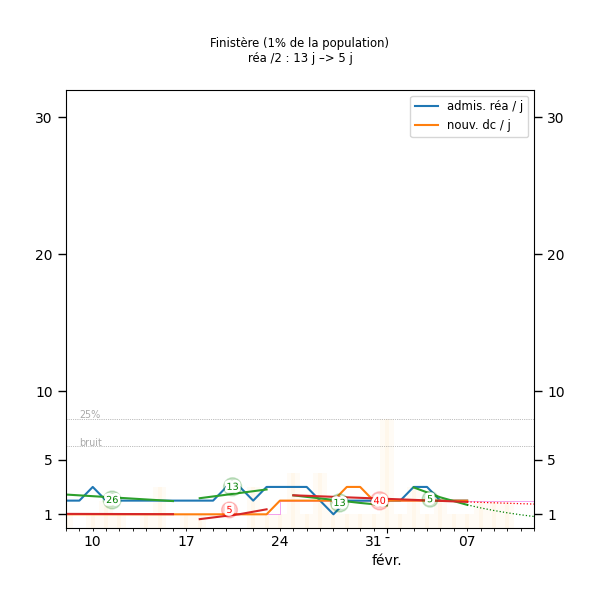 Finistère (1% de la population)
réa /2 : 13 j –> 5 j
admis. réa / j
nouv. dc / j
30 30
20 20
10 10
25%
bruit
5 5
26 13 5 13 40 5
1 1
10 17 24 31 - 07
févr.